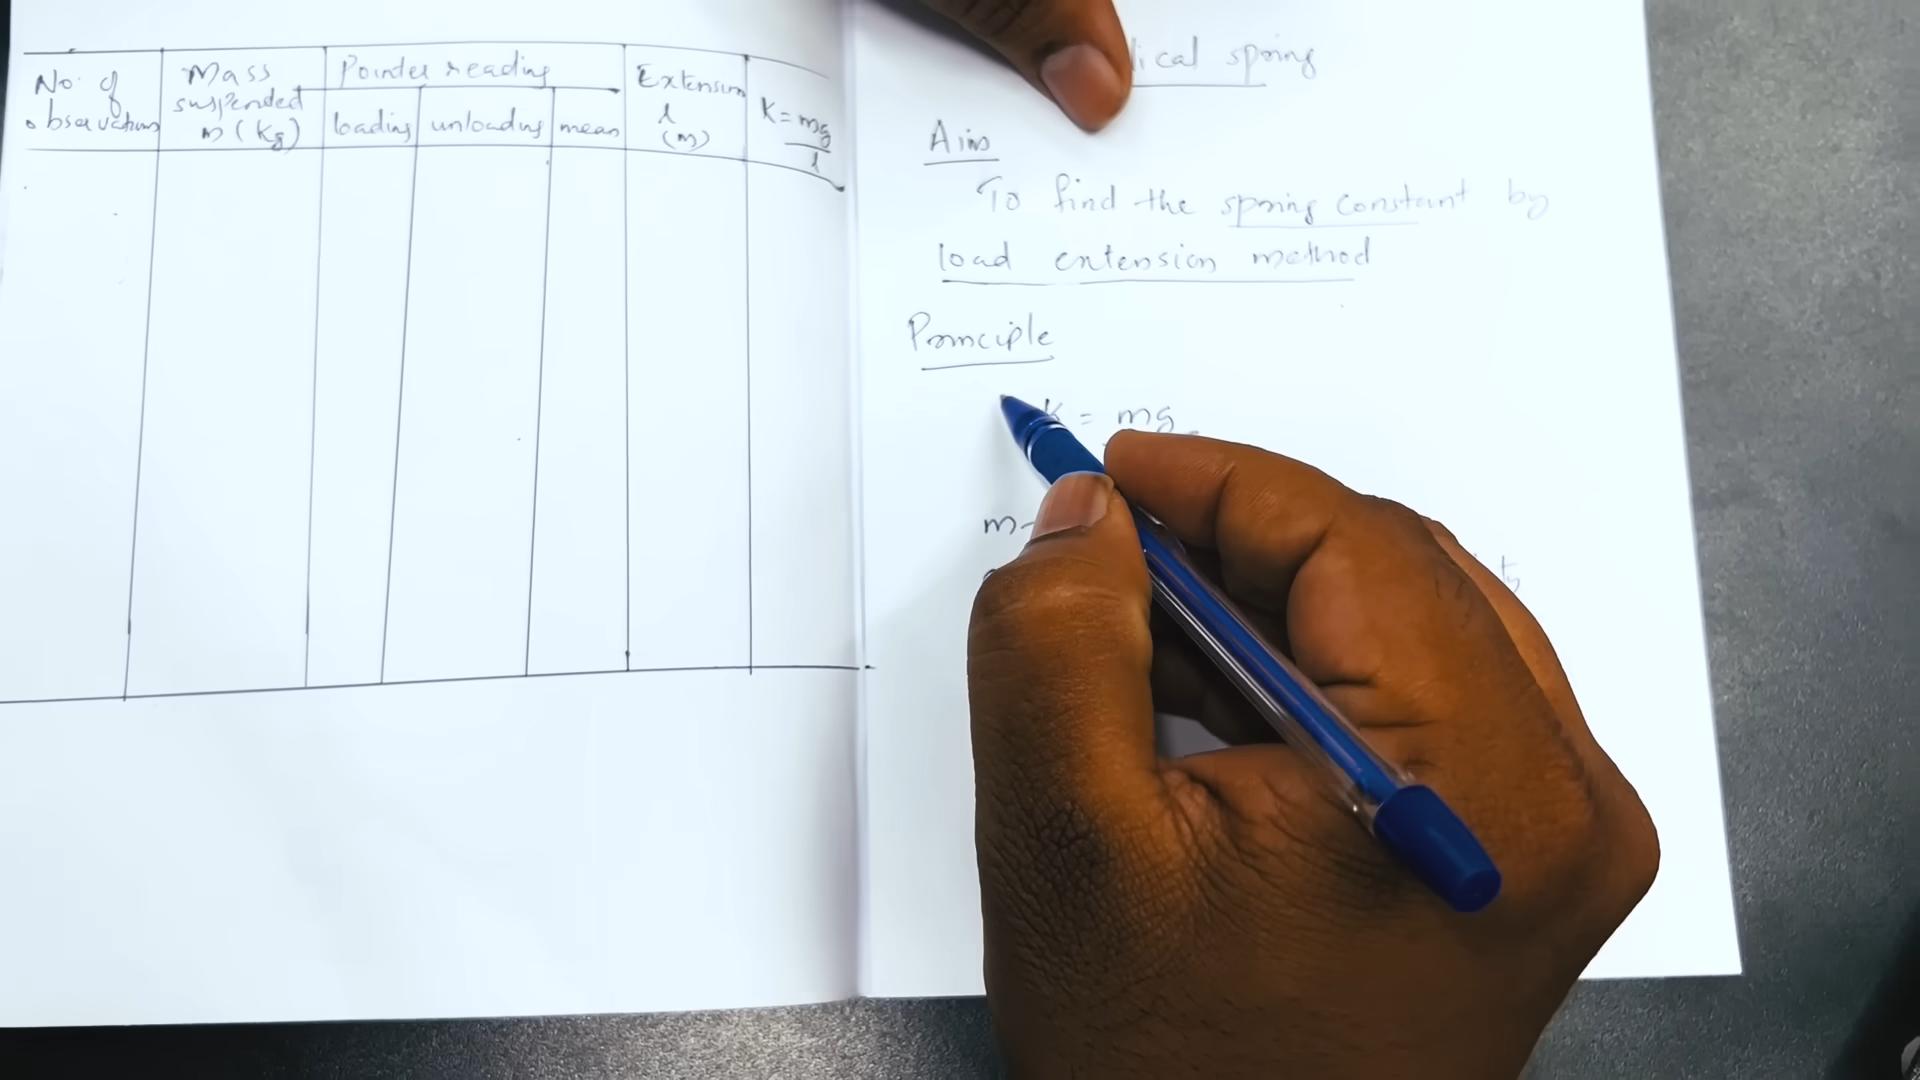 No. of
observations
Mass
suspended
m (Kg)
Pointer reading
loading
unloading
mean
Extension
l
(m)
K = mg
l
lical spring
Aim
To find the spring constant by
load extension method
Principle
K = mg
m-